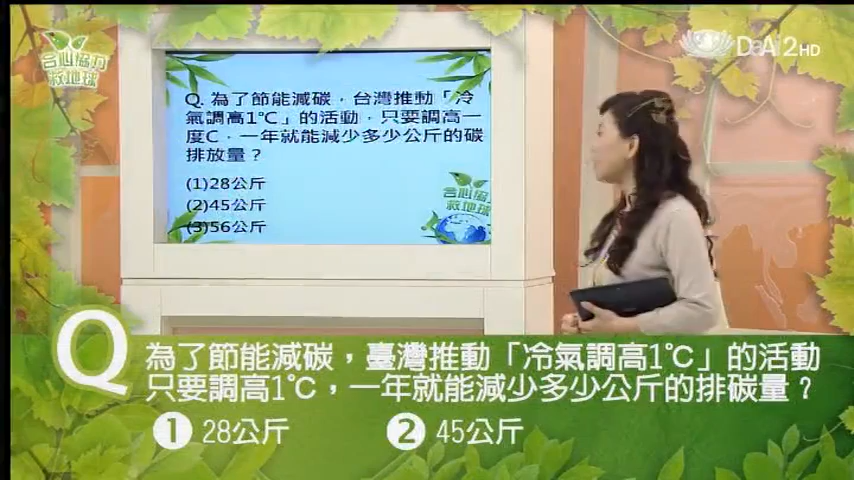 合心協力
救地球
DaAi2HD
Q. 為了節能減碳，台灣推動「冷
氣調高1℃」的活動，只要調高一
度C，一年就能減少多少公斤的碳
排放量？
(1)28公斤
(2)45公斤
(3)56公斤
合心協力
救地球
Q
為了節能減碳，臺灣推動「冷氣調高1℃」的活動
只要調高1℃，一年就能減少多少公斤的排碳量？
1 28公斤 2 45公斤